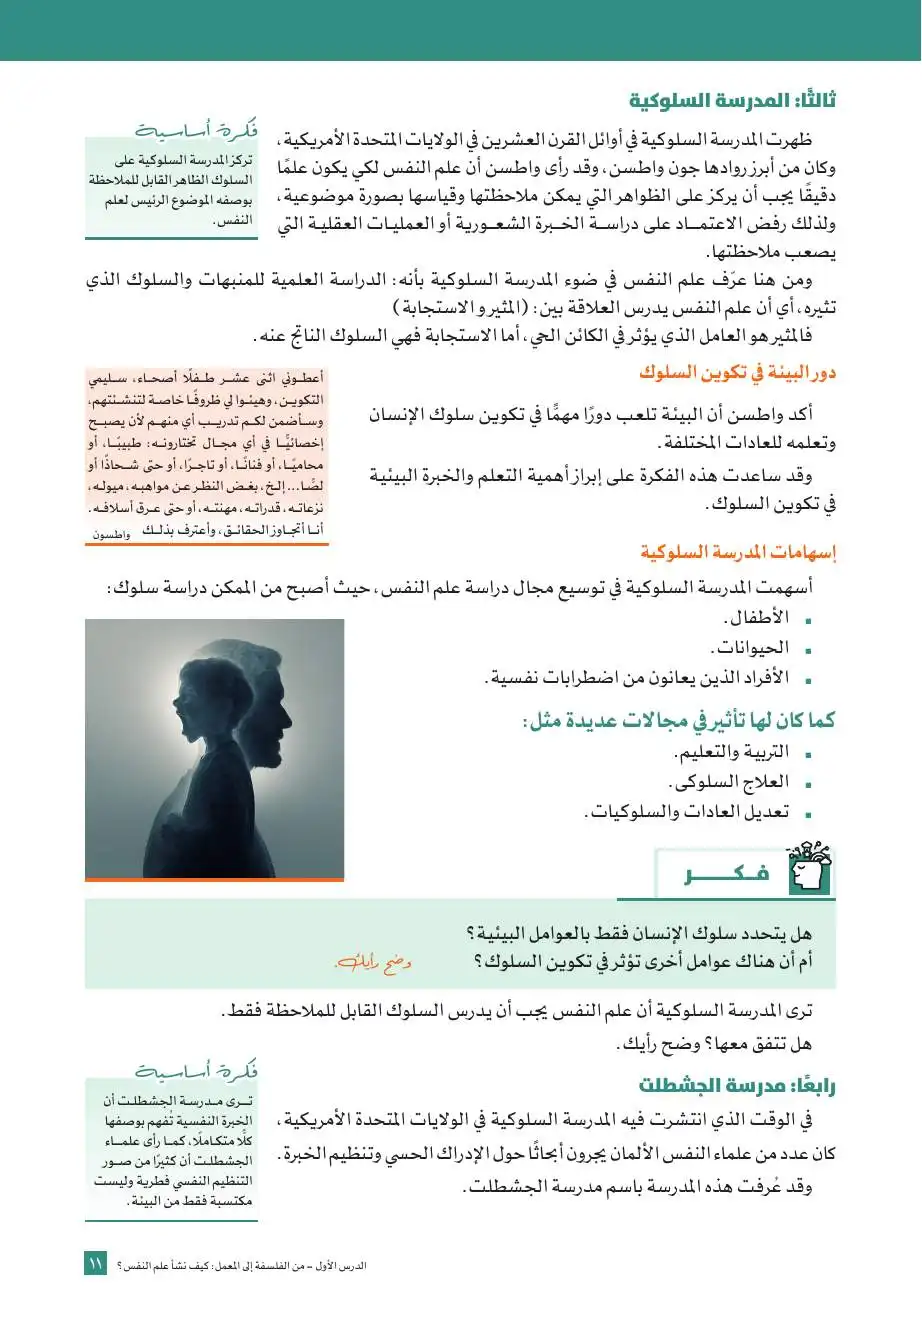 ثالثًا: المدرسة السلوكية
ظهرت المدرسة السلوكية في أوائل القرن العشرين في الولايات المتحدة الأمريكية،
وكان من أبرز روادها جون واطسن، وقد رأى واطسن أن علم النفس لكي يكون علمًا
دقيقًا يجب أن يركز على الظواهر التي يمكن ملاحظتها وقياسها بصورة موضوعية،
ولذلك رفض الاعتماد على دراسة الخبرة الشعورية أو العمليات العقلية التي
يصعب ملاحظتها.
فكرة أساسية
تركز المدرسة السلوكية على
السلوك الظاهر القابل للملاحظة
بوصفه الموضوع الرئيس لعلم
النفس.
ومن هنا عرّف علم النفس في ضوء المدرسة السلوكية بأنه: الدراسة العلمية للمنبهات والسلوك الذي
تثيره، أي أن علم النفس يدرس العلاقة بين: (المثير و الاستجابة)
فالمثير هو العامل الذي يؤثر في الكائن الحي، أما الاستجابة فهي السلوك الناتج عنه.
دور البيئة في تكوين السلوك
أكد واطسن أن البيئة تلعب دورًا مهمًّا في تكوين سلوك الإنسان
وتعلمه للعادات المختلفة.
وقد ساعدت هذه الفكرة على إبراز أهمية التعلم والخبرة البيئية
في تكوين السلوك.
أعطوني اثنى عشر طفلًا أصحاء، سليمي
التكوين، وهيئوا لي ظروفًا خاصة لتنشئتهم،
وسأضمن لكم تدريب أي منهم لأن يصبح
إخصائيًّا في أي مجال تختارونه: طبيبًا، أو
محاميًا، أو فنانًا، أو تاجرًا، أو حتى شحاذًا أو
لصًا... إلخ، بغض النظر عن مواهبه، ميوله،
نزعاته، قدراته، مهنته، أو حتى عرق أسلافه.
أنا أتجاوز الحقائق، وأعترف بذلك واطسون
إسهامات المدرسة السلوكية
أسهمت المدرسة السلوكية في توسيع مجال دراسة علم النفس، حيث أصبح من الممكن دراسة سلوك:
▪ الأطفال.
▪ الحيوانات.
▪ الأفراد الذين يعانون من اضطرابات نفسية.
كما كان لها تأثير في مجالات عديدة مثل:
▪ التربية والتعليم.
▪ العلاج السلوكى.
▪ تعديل العادات والسلوكيات.
فـكـــر
هل يتحدد سلوك الإنسان فقط بالعوامل البيئية؟
أم أن هناك عوامل أخرى تؤثر في تكوين السلوك؟ وضح رأيك.
ترى المدرسة السلوكية أن علم النفس يجب أن يدرس السلوك القابل للملاحظة فقط.
هل تتفق معها؟ وضح رأيك.
رابعًا: مدرسة الجشطلت
في الوقت الذي انتشرت فيه المدرسة السلوكية في الولايات المتحدة الأمريكية،
كان عدد من علماء النفس الألمان يجرون أبحاثًا حول الإدراك الحسي وتنظيم الخبرة.
وقد عُرفت هذه المدرسة باسم مدرسة الجشطلت.
فكرة أساسية
ترى مدرسة الجشطلت أن
الخبرة النفسية تُفهم بوصفها
كلًّا متكاملًا، كما رأى علماء
الجشطلت أن كثيرًا من صور
التنظيم النفسي فطرية وليست
مكتسبة فقط من البيئة.
الدرس الأول – من الفلسفة إلى المعمل: كيف نشأ علم النفس؟ ١١